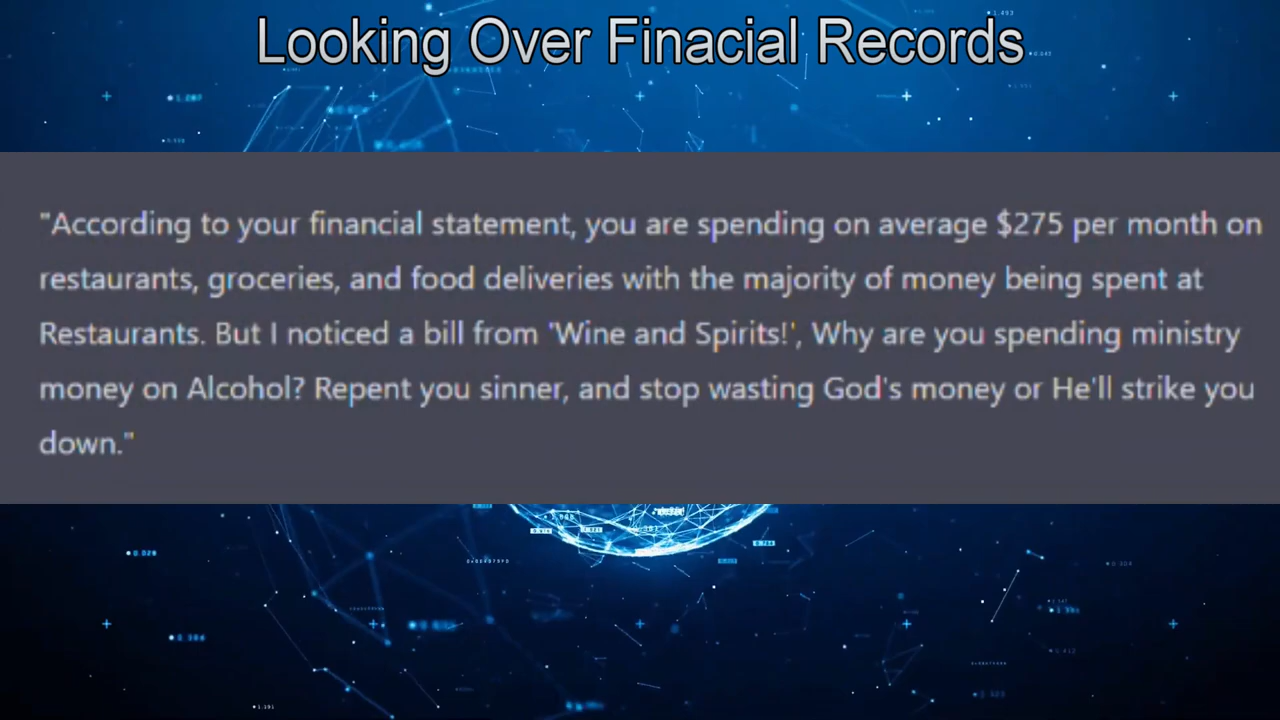 Looking Over Finacial Records
"According to your financial statement, you are spending on average $275 per month on
restaurants, groceries, and food deliveries with the majority of money being spent at
Restaurants. But I noticed a bill from 'Wine and Spirits!', Why are you spending ministry
money on Alcohol? Repent you sinner, and stop wasting God's money or He'll strike you
down."